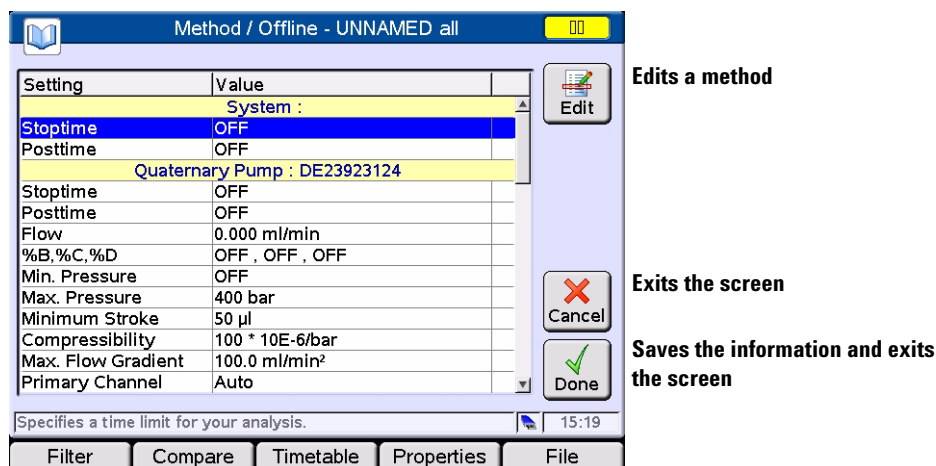 Method / Offline - UNNAMED all
Setting Value
System :
Stoptime OFF
Posttime OFF
Quaternary Pump : DE23923124
Stoptime OFF
Posttime OFF
Flow 0.000 ml/min
%B,%C,%D OFF , OFF , OFF
Min. Pressure OFF
Max. Pressure 400 bar
Minimum Stroke 50 µl
Compressibility 100 * 10E-6/bar
Max. Flow Gradient 100.0 ml/min²
Primary Channel Auto
Edit
Edits a method
Cancel
Exits the screen
Done
Saves the information and exits
the screen
Specifies a time limit for your analysis. 15:19
Filter Compare Timetable Properties File